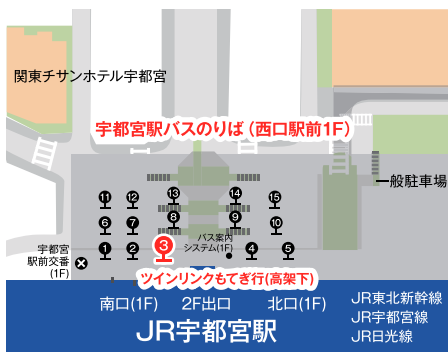 関東チサンホテル宇都宮
宇都宮駅バスのりば（西口駅前1F）
一般駐車場
11
12
13
14
15
6
7
8
9
10
宇都宮
駅前交番
(1F)
1
2
3
バス案内
システム(1F)
4
5
ツインリンクもてぎ行(高架下)
南口(1F)
2F出口
北口(1F)
JR宇都宮駅
JR東北新幹線
JR宇都宮線
JR日光線